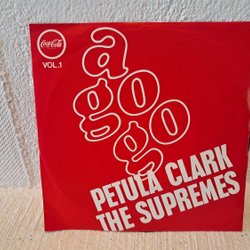 Coca-Cola
VOL.1
a
go
go
PETULA CLARK
THE SUPREMES